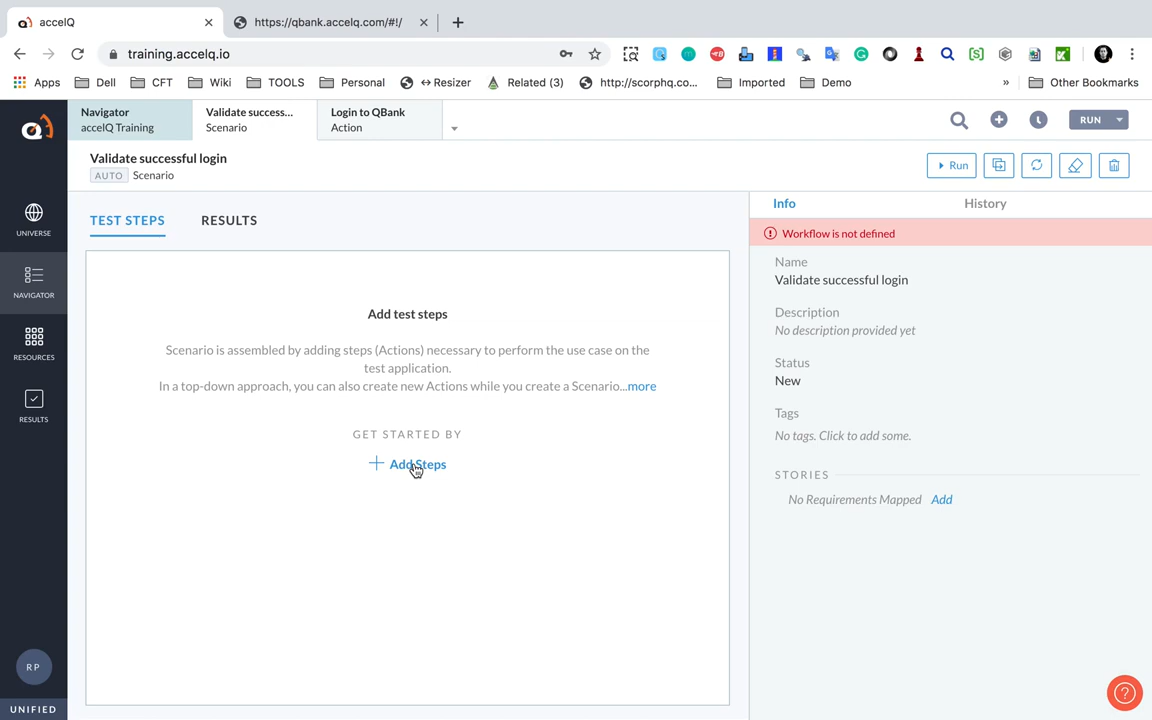 accelQ
https://qbank.accelq.com/#!/
training.accelq.io
Apps
Dell
CFT
Wiki
TOOLS
Personal
↔Resizer
Related (3)
http://scorphq.co...
Imported
Demo
»
Other Bookmarks
Navigator
accelQ Training
Validate success...
Scenario
Login to QBank
Action
RUN
Validate successful login
AUTO Scenario
Run
UNIVERSE
NAVIGATOR
RESOURCES
RESULTS
RP
UNIFIED
TEST STEPS
RESULTS
Add test steps
Scenario is assembled by adding steps (Actions) necessary to perform the use case on the
test application.
In a top-down approach, you can also create new Actions while you create a Scenario...more
GET STARTED BY
Add Steps
Info
History
Workflow is not defined
Name
Validate successful login
Description
No description provided yet
Status
New
Tags
No tags. Click to add some.
STORIES
No Requirements Mapped Add